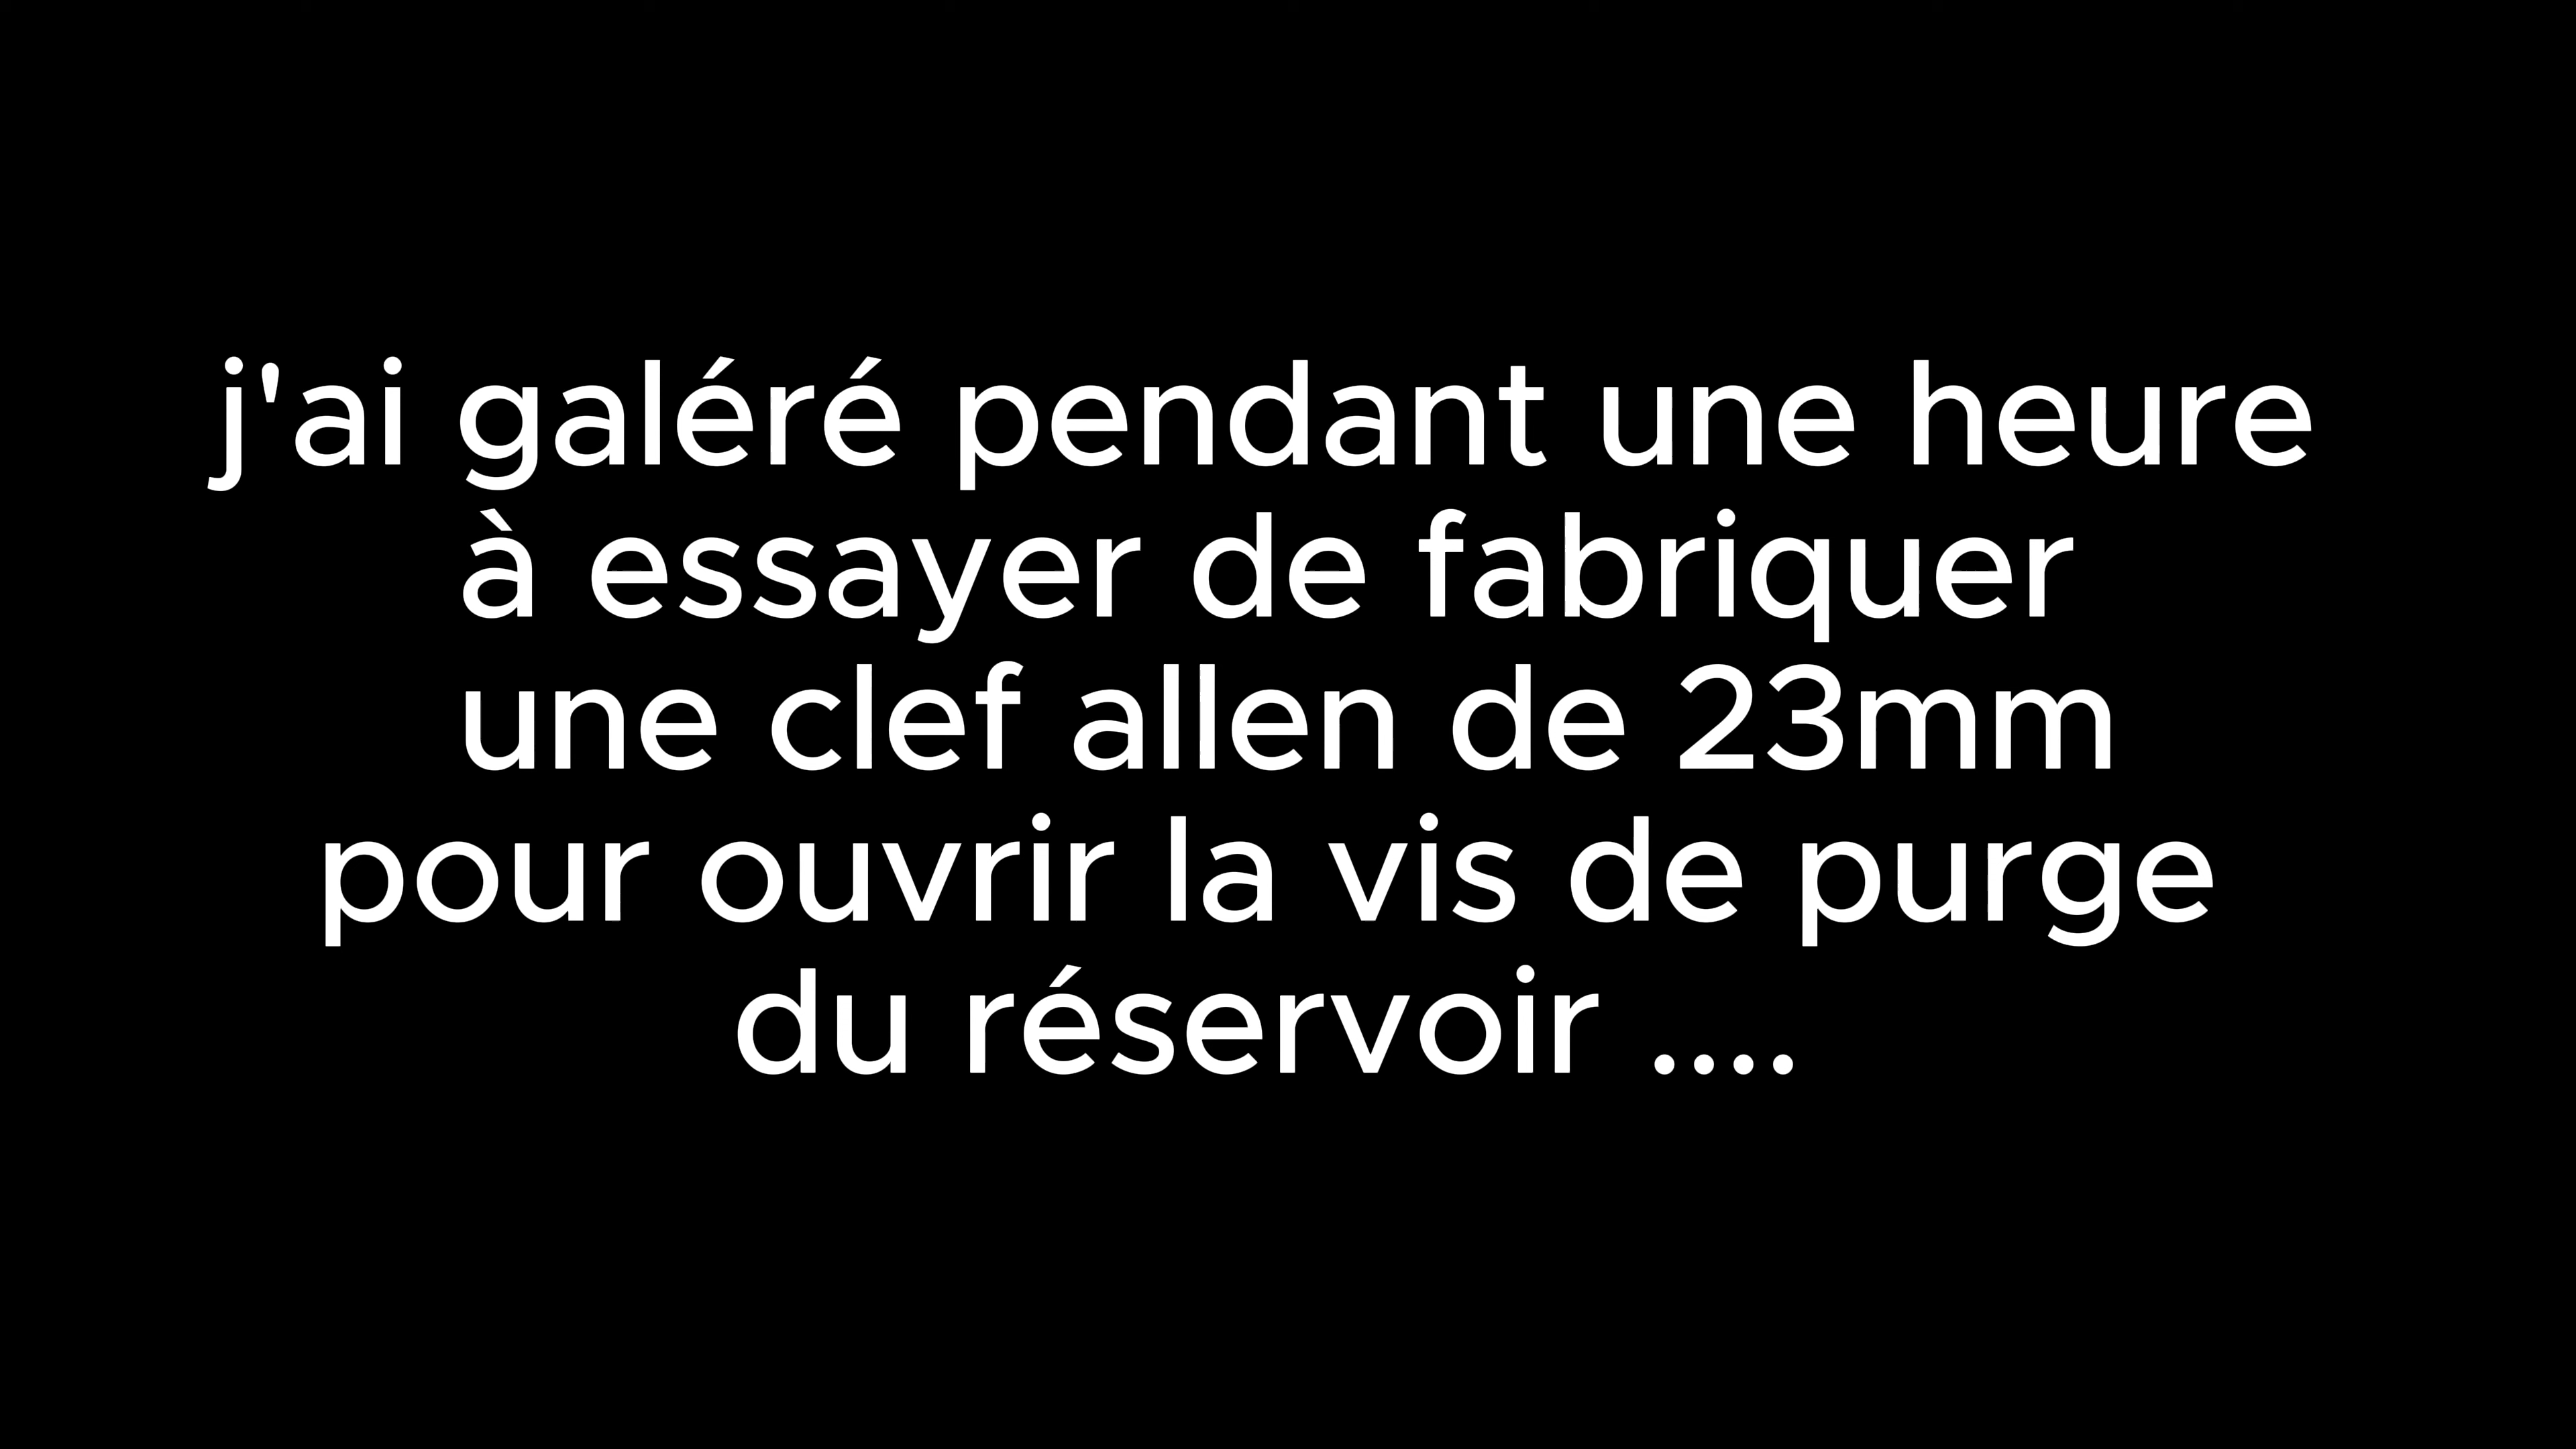 j'ai galéré pendant une heure
à essayer de fabriquer
une clef allen de 23mm
pour ouvrir la vis de purge
du réservoir ....